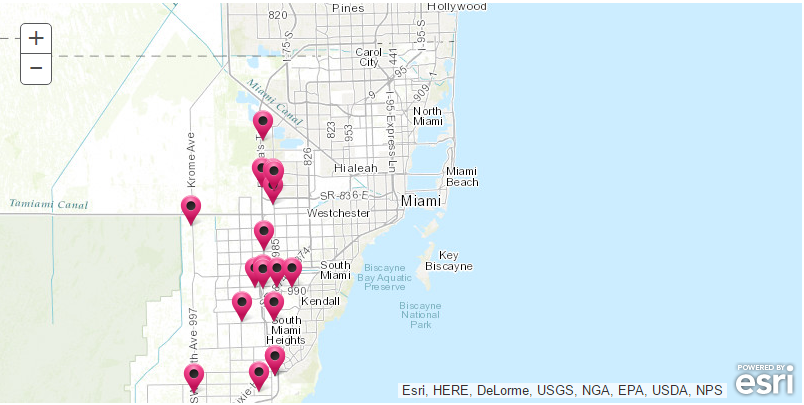 Hollywood
Pines
820
I-75-S
I-95-S
441
Carol
City
95
+
−
Miami Canal
9
909
1
I-95-Express-Ln
North
Miami
823
953
826
Krome Ave
Hialeah
Miami
Beach
SR-836-E
Tamiami Canal
Miami
Westchester
985
874
Key
Biscayne
South
Miami
Biscayne
Bay Aquatic
Preserve
990
Kendall
Biscayne
National
Park
South
Miami
Heights
997
Esri, HERE, DeLorme, USGS, NGA, EPA, USDA, NPS
POWERED BY
esri